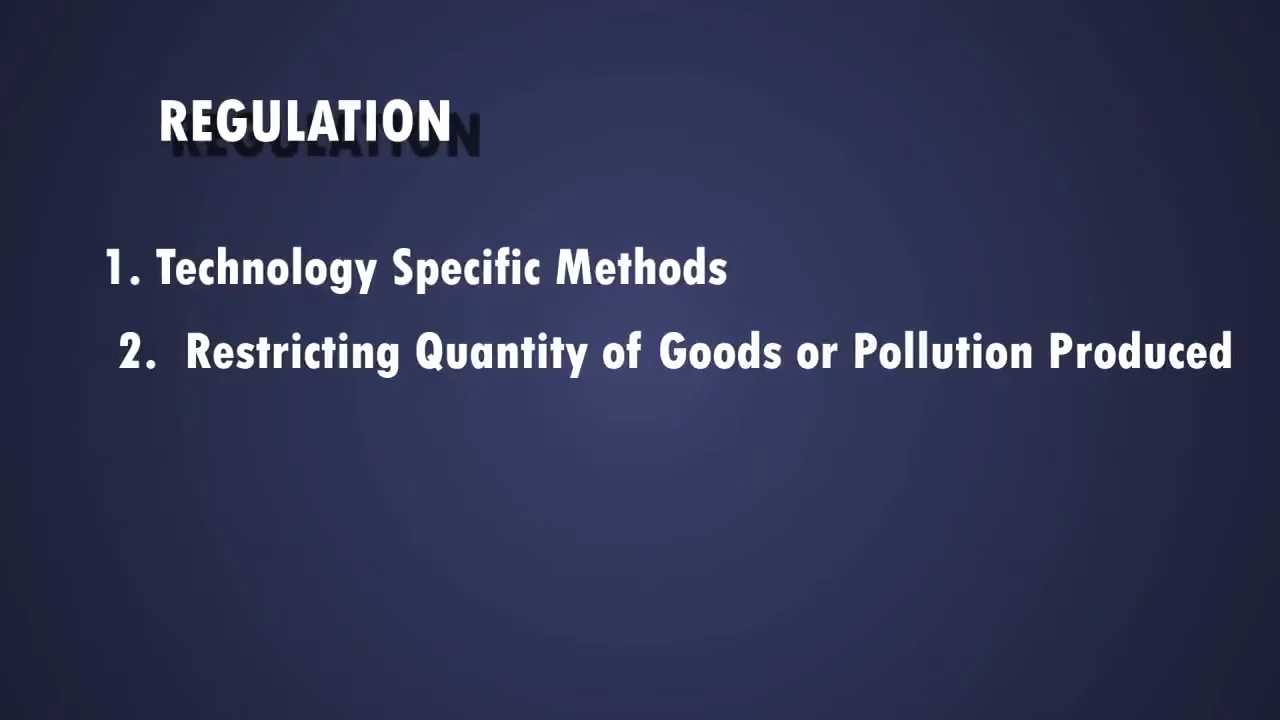 REGULATION
1. Technology Specific Methods
2. Restricting Quantity of Goods or Pollution Produced